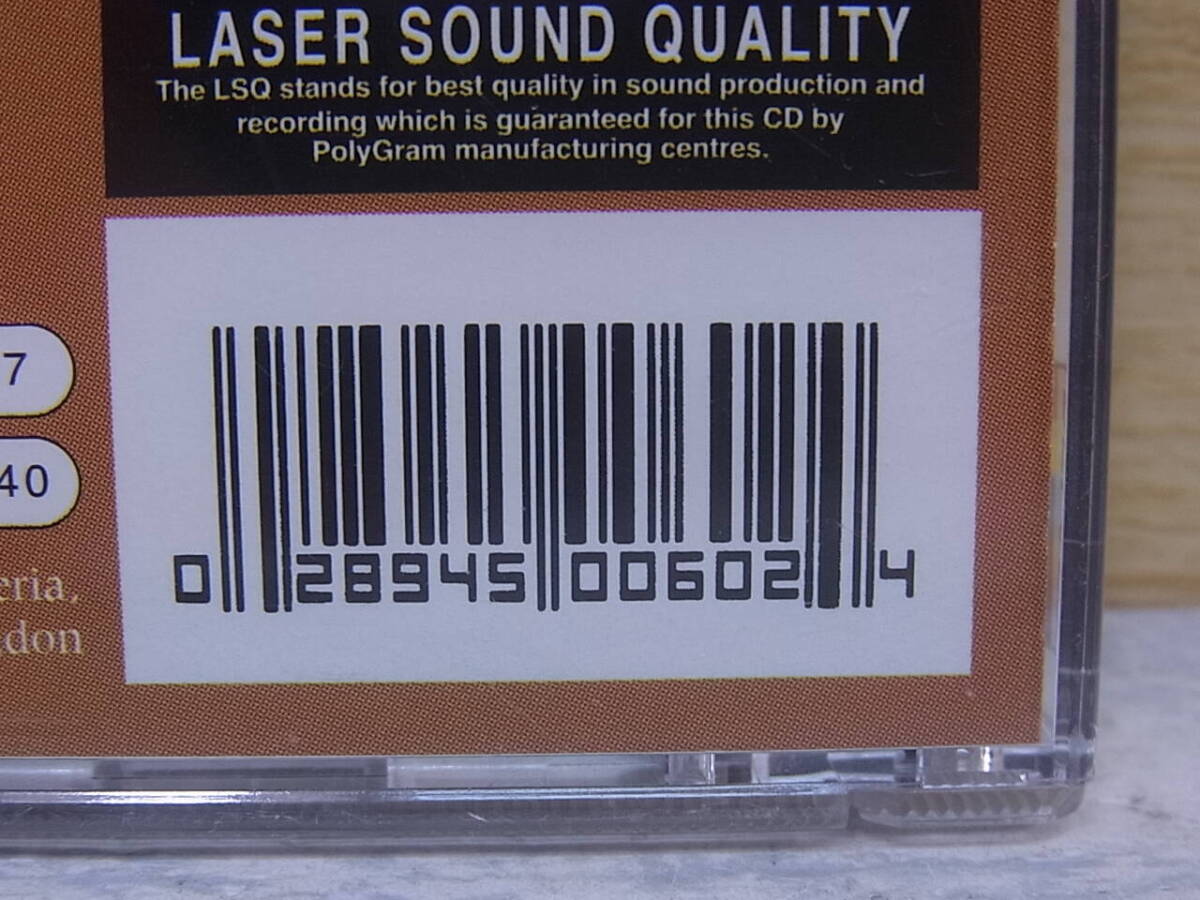 LASER SOUND QUALITY
The LSQ stands for best quality in sound production and
recording which is guaranteed for this CD by
PolyGram manufacturing centres.
7
40
eria,
don
0 28945 00602 4